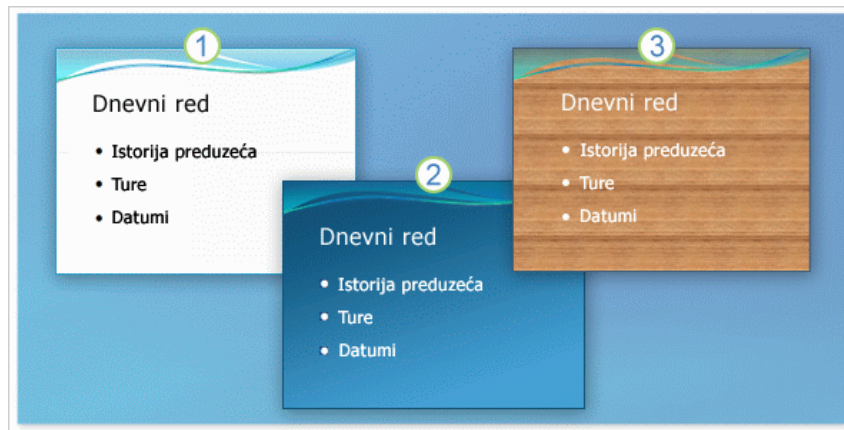 1
Dnevni red
• Istorija preduzeća
• Ture
• Datumi
2
Dnevni red
• Istorija preduzeća
• Ture
• Datumi
3
Dnevni red
• Istorija preduzeća
• Ture
• Datumi